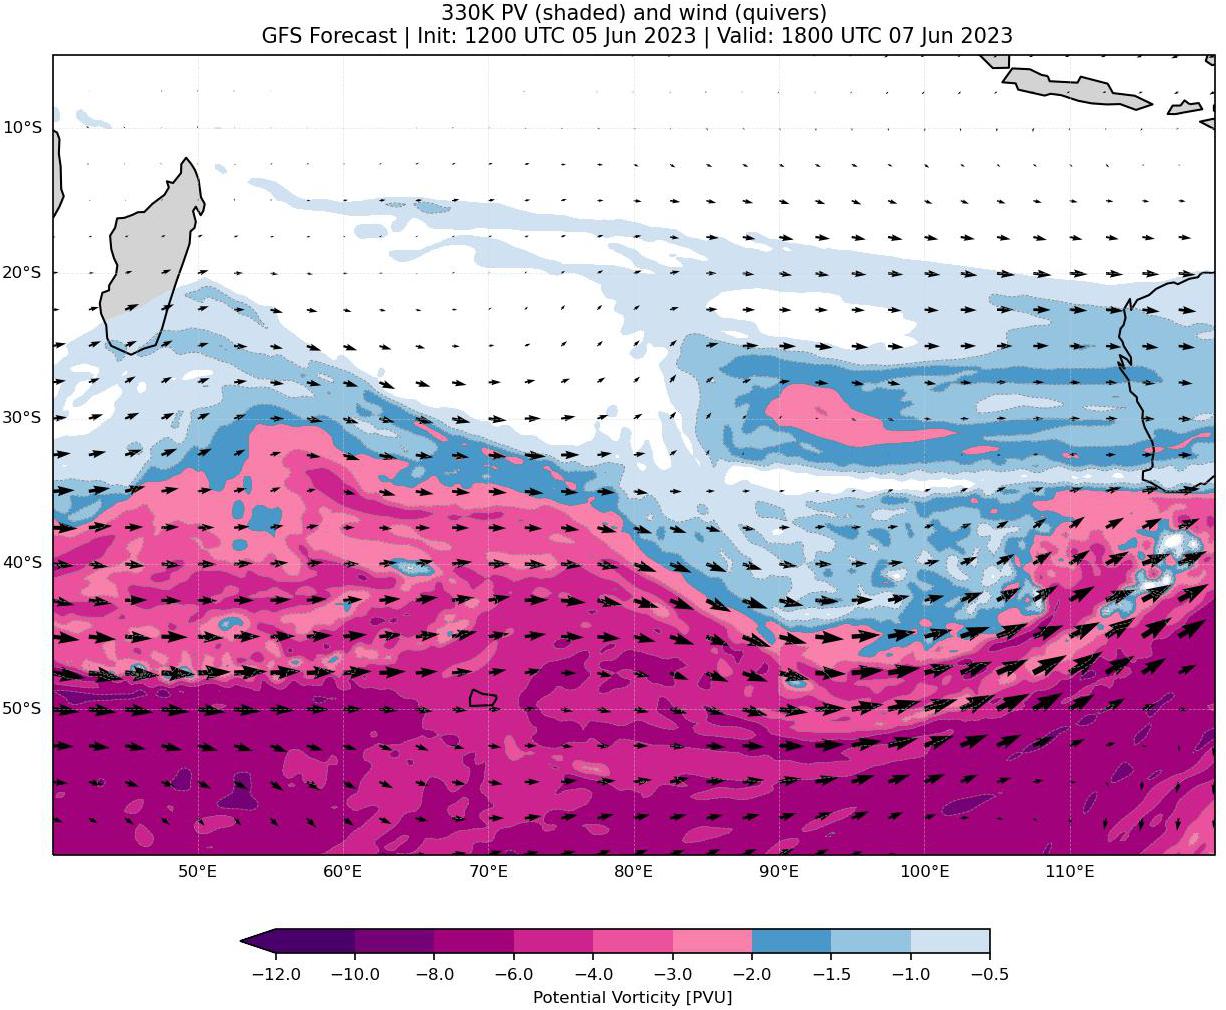 330K PV (shaded) and wind (quivers)
GFS Forecast | Init: 1200 UTC 05 Jun 2023 | Valid: 1800 UTC 07 Jun 2023
10°S
20°S
30°S
40°S
50°S
50°E 60°E 70°E 80°E 90°E 100°E 110°E
−12.0 −10.0 −8.0 −6.0 −4.0 −3.0 −2.0 −1.5 −1.0 −0.5
Potential Vorticity [PVU]